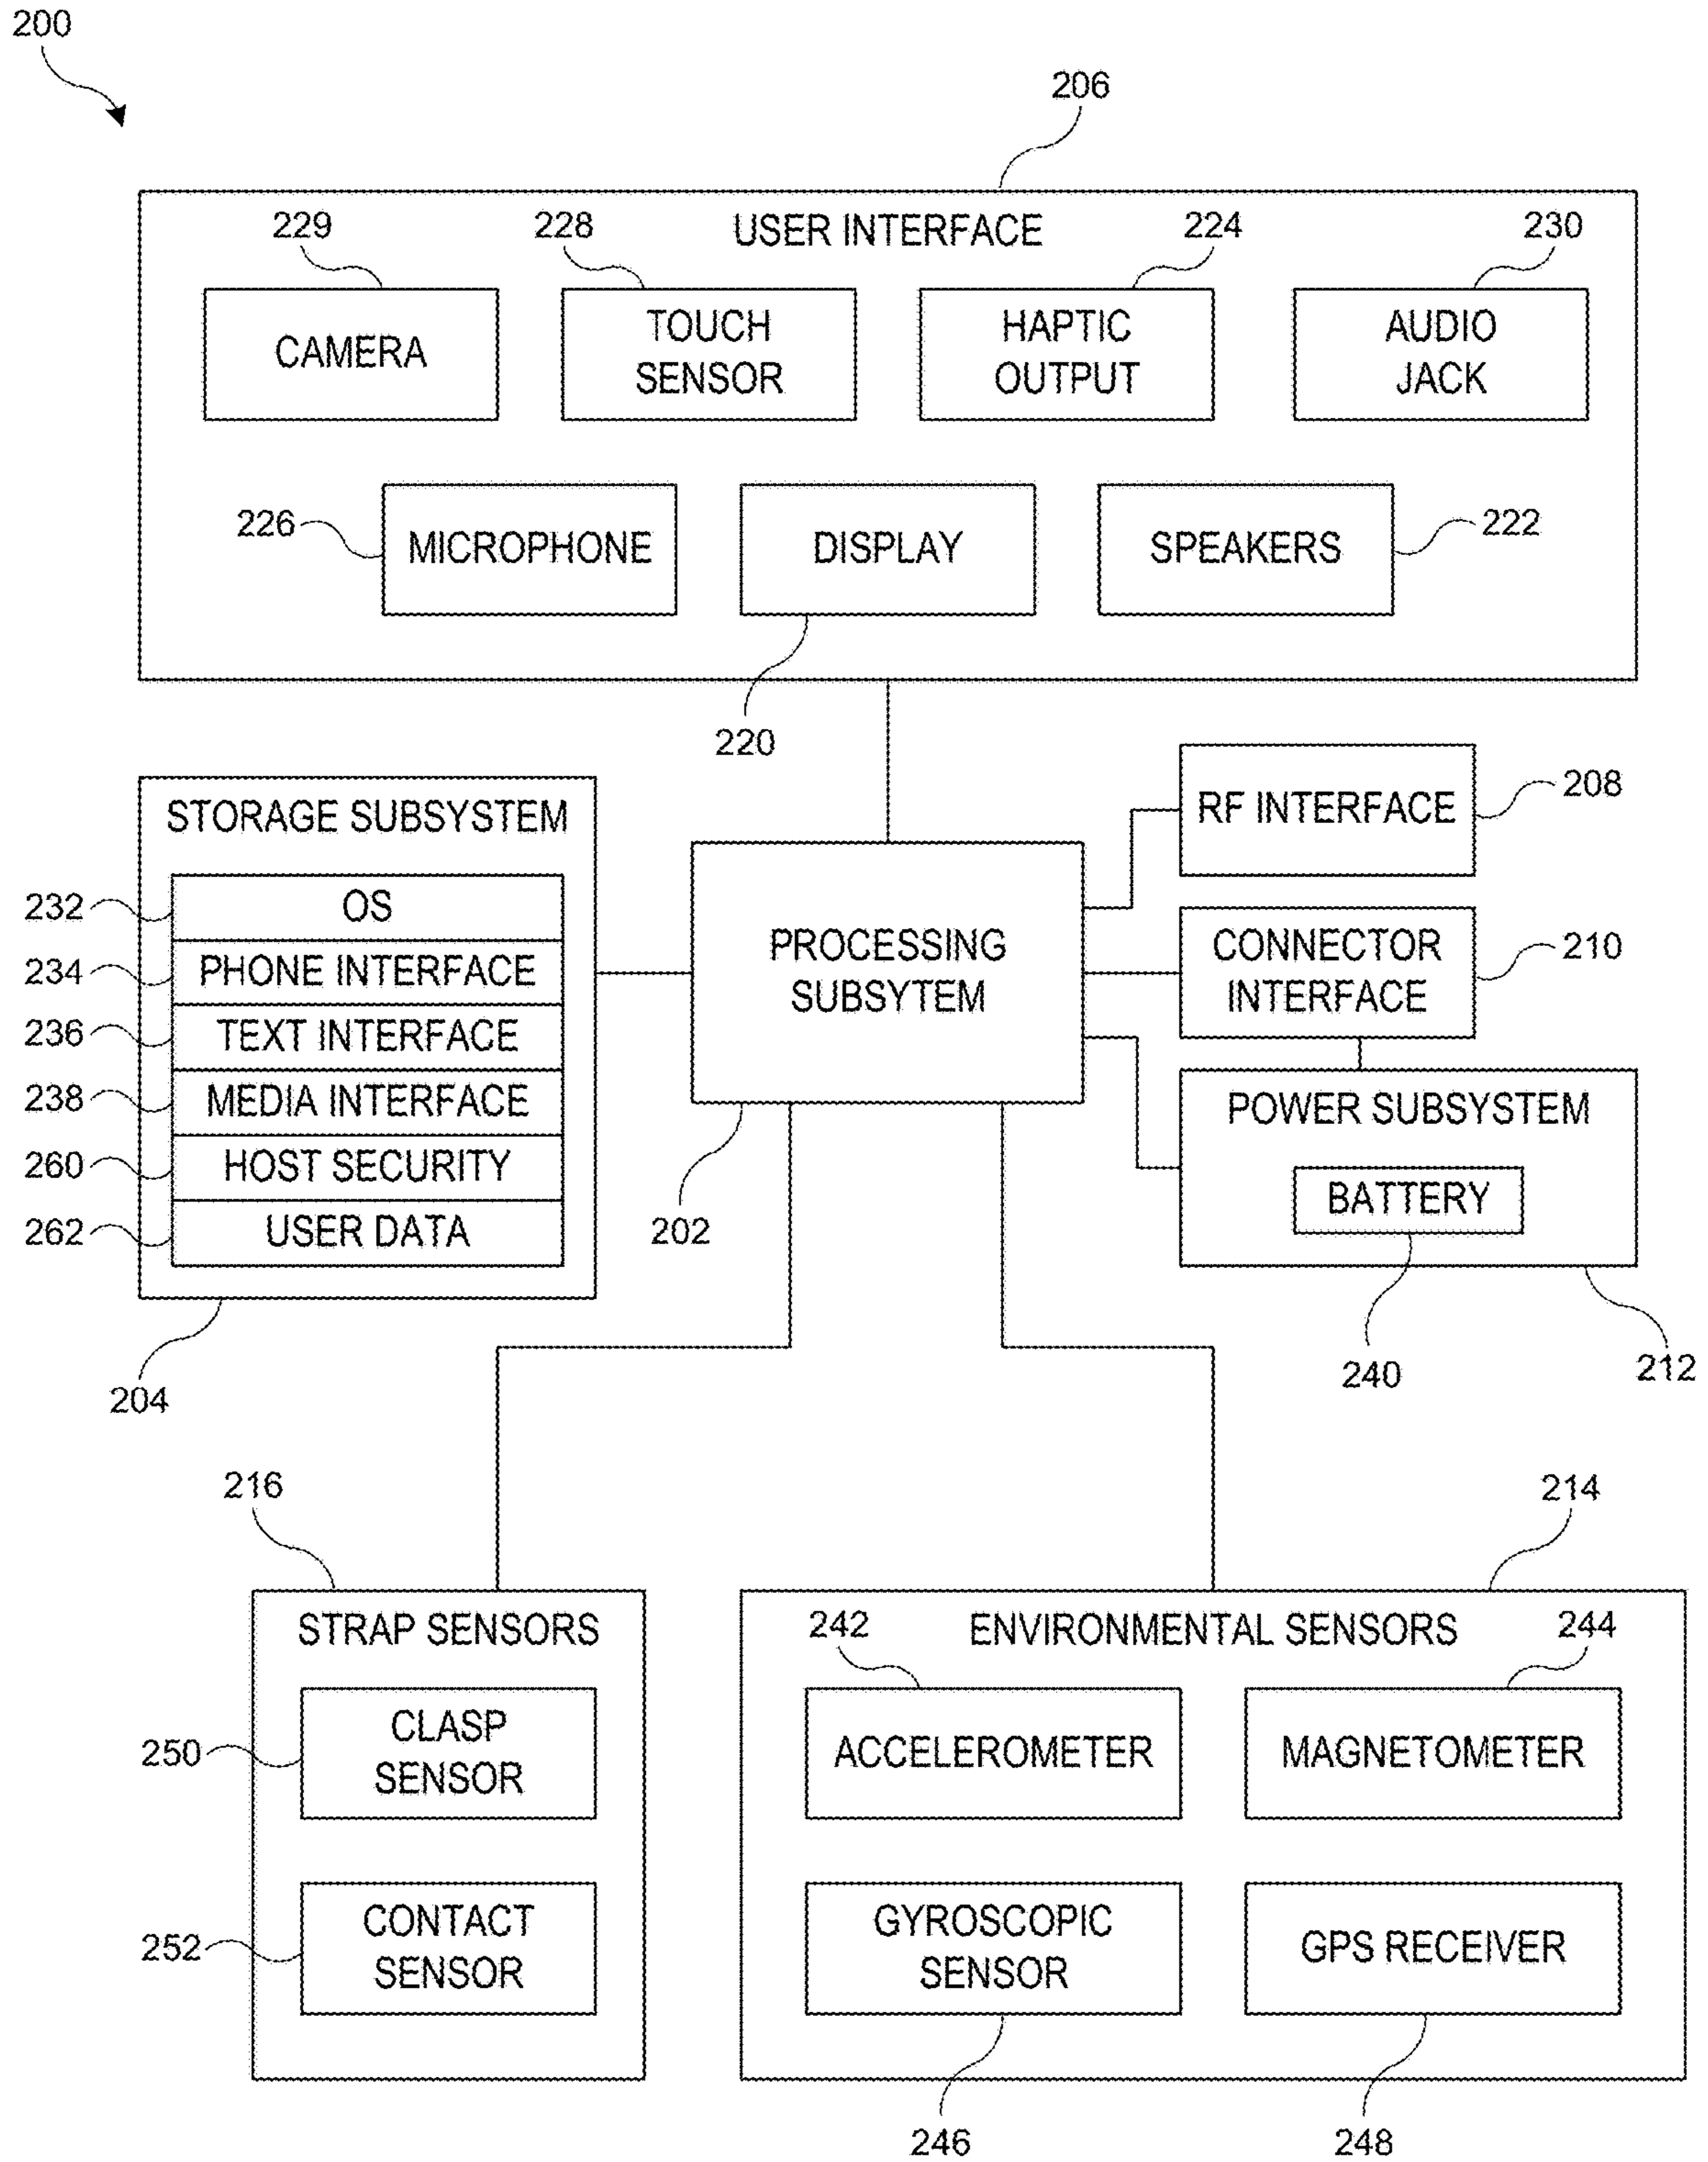 200
206
229
228
USER INTERFACE
224
230
CAMERA
TOUCH
SENSOR
HAPTIC
OUTPUT
AUDIO
JACK
226
MICROPHONE
DISPLAY
SPEAKERS
222
220
STORAGE SUBSYSTEM
232
OS
234
PHONE INTERFACE
236
TEXT INTERFACE
238
MEDIA INTERFACE
260
HOST SECURITY
262
USER DATA
204
PROCESSING
SUBSYTEM
202
RF INTERFACE
208
CONNECTOR
INTERFACE
210
POWER SUBSYSTEM
BATTERY
240
212
216
STRAP SENSORS
250
CLASP
SENSOR
252
CONTACT
SENSOR
214
242
ENVIRONMENTAL SENSORS
244
ACCELEROMETER
MAGNETOMETER
GYROSCOPIC
SENSOR
GPS RECEIVER
246
248